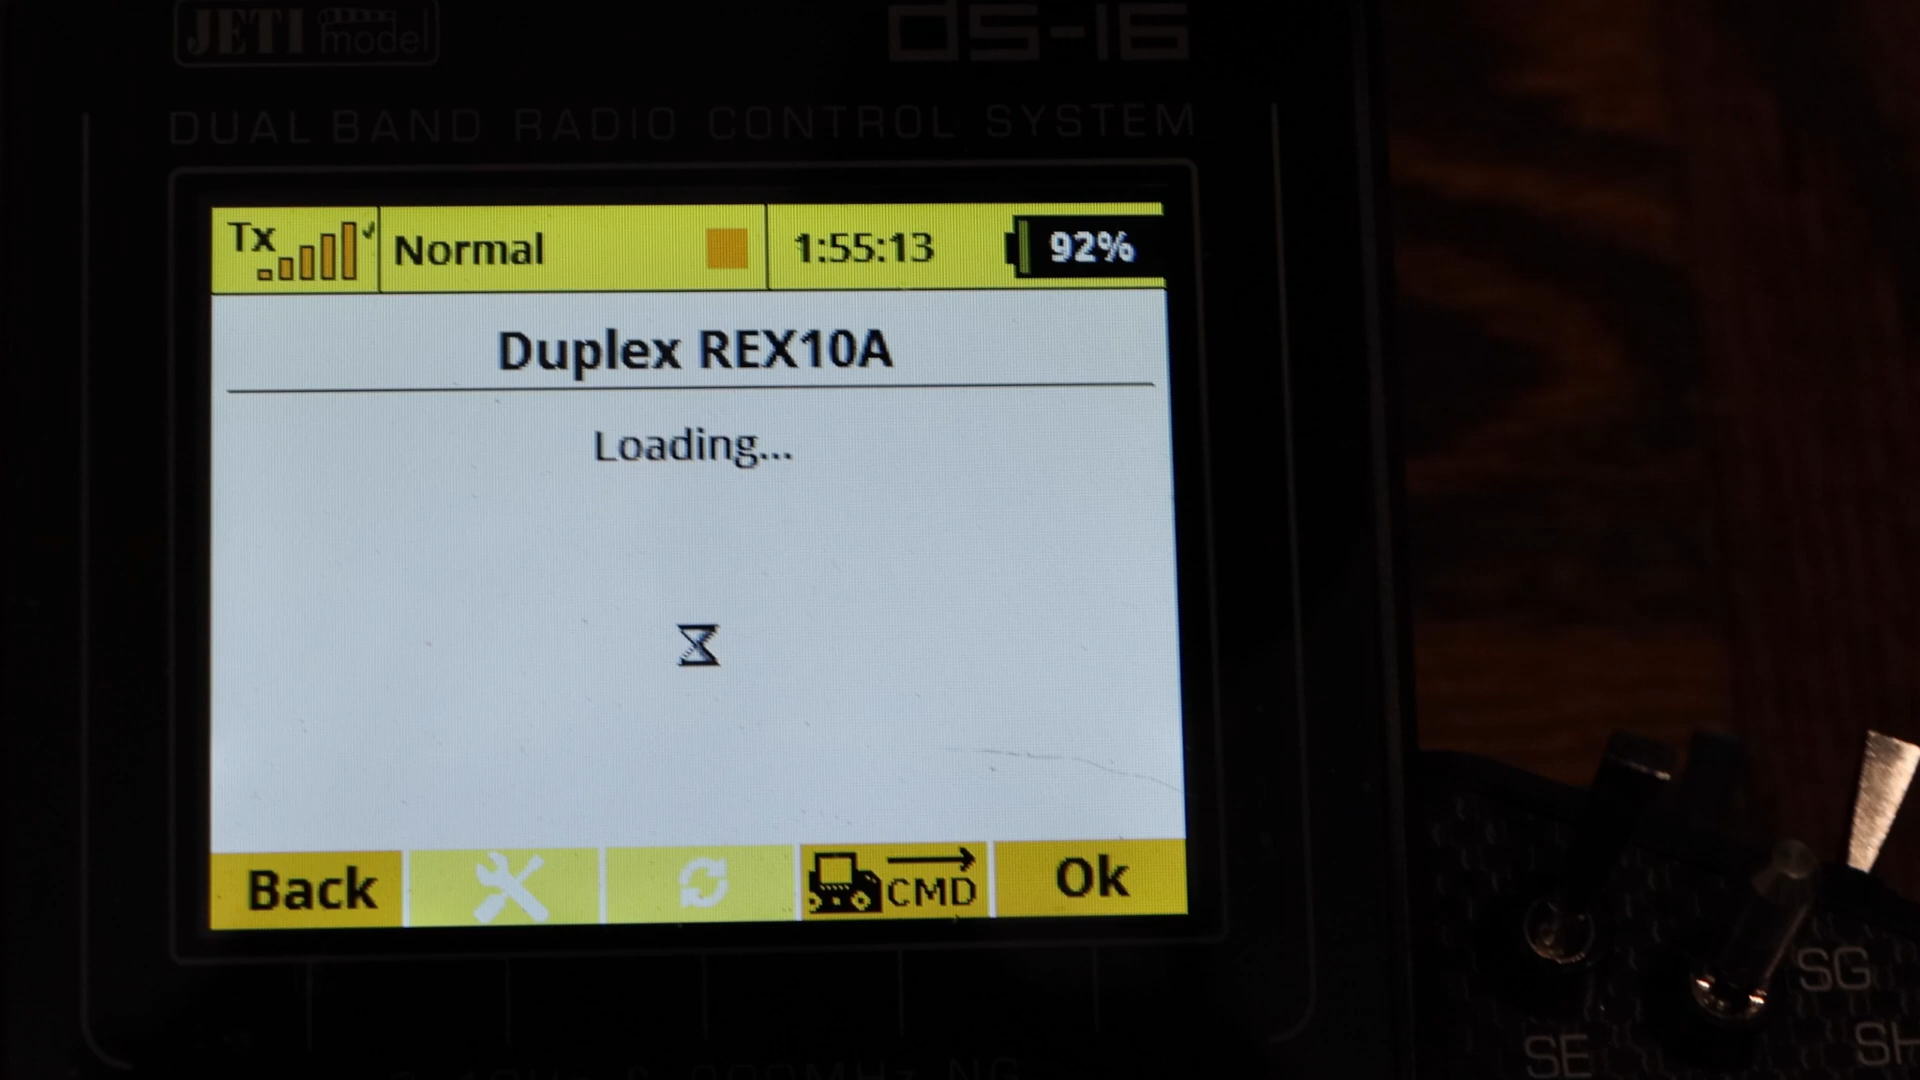 JETI model
DS-16
DUAL BAND RADIO CONTROL SYSTEM
Tx Normal 1:55:13 92%
Duplex REX10A
Loading...
Back CMD Ok
SG
SE
SH